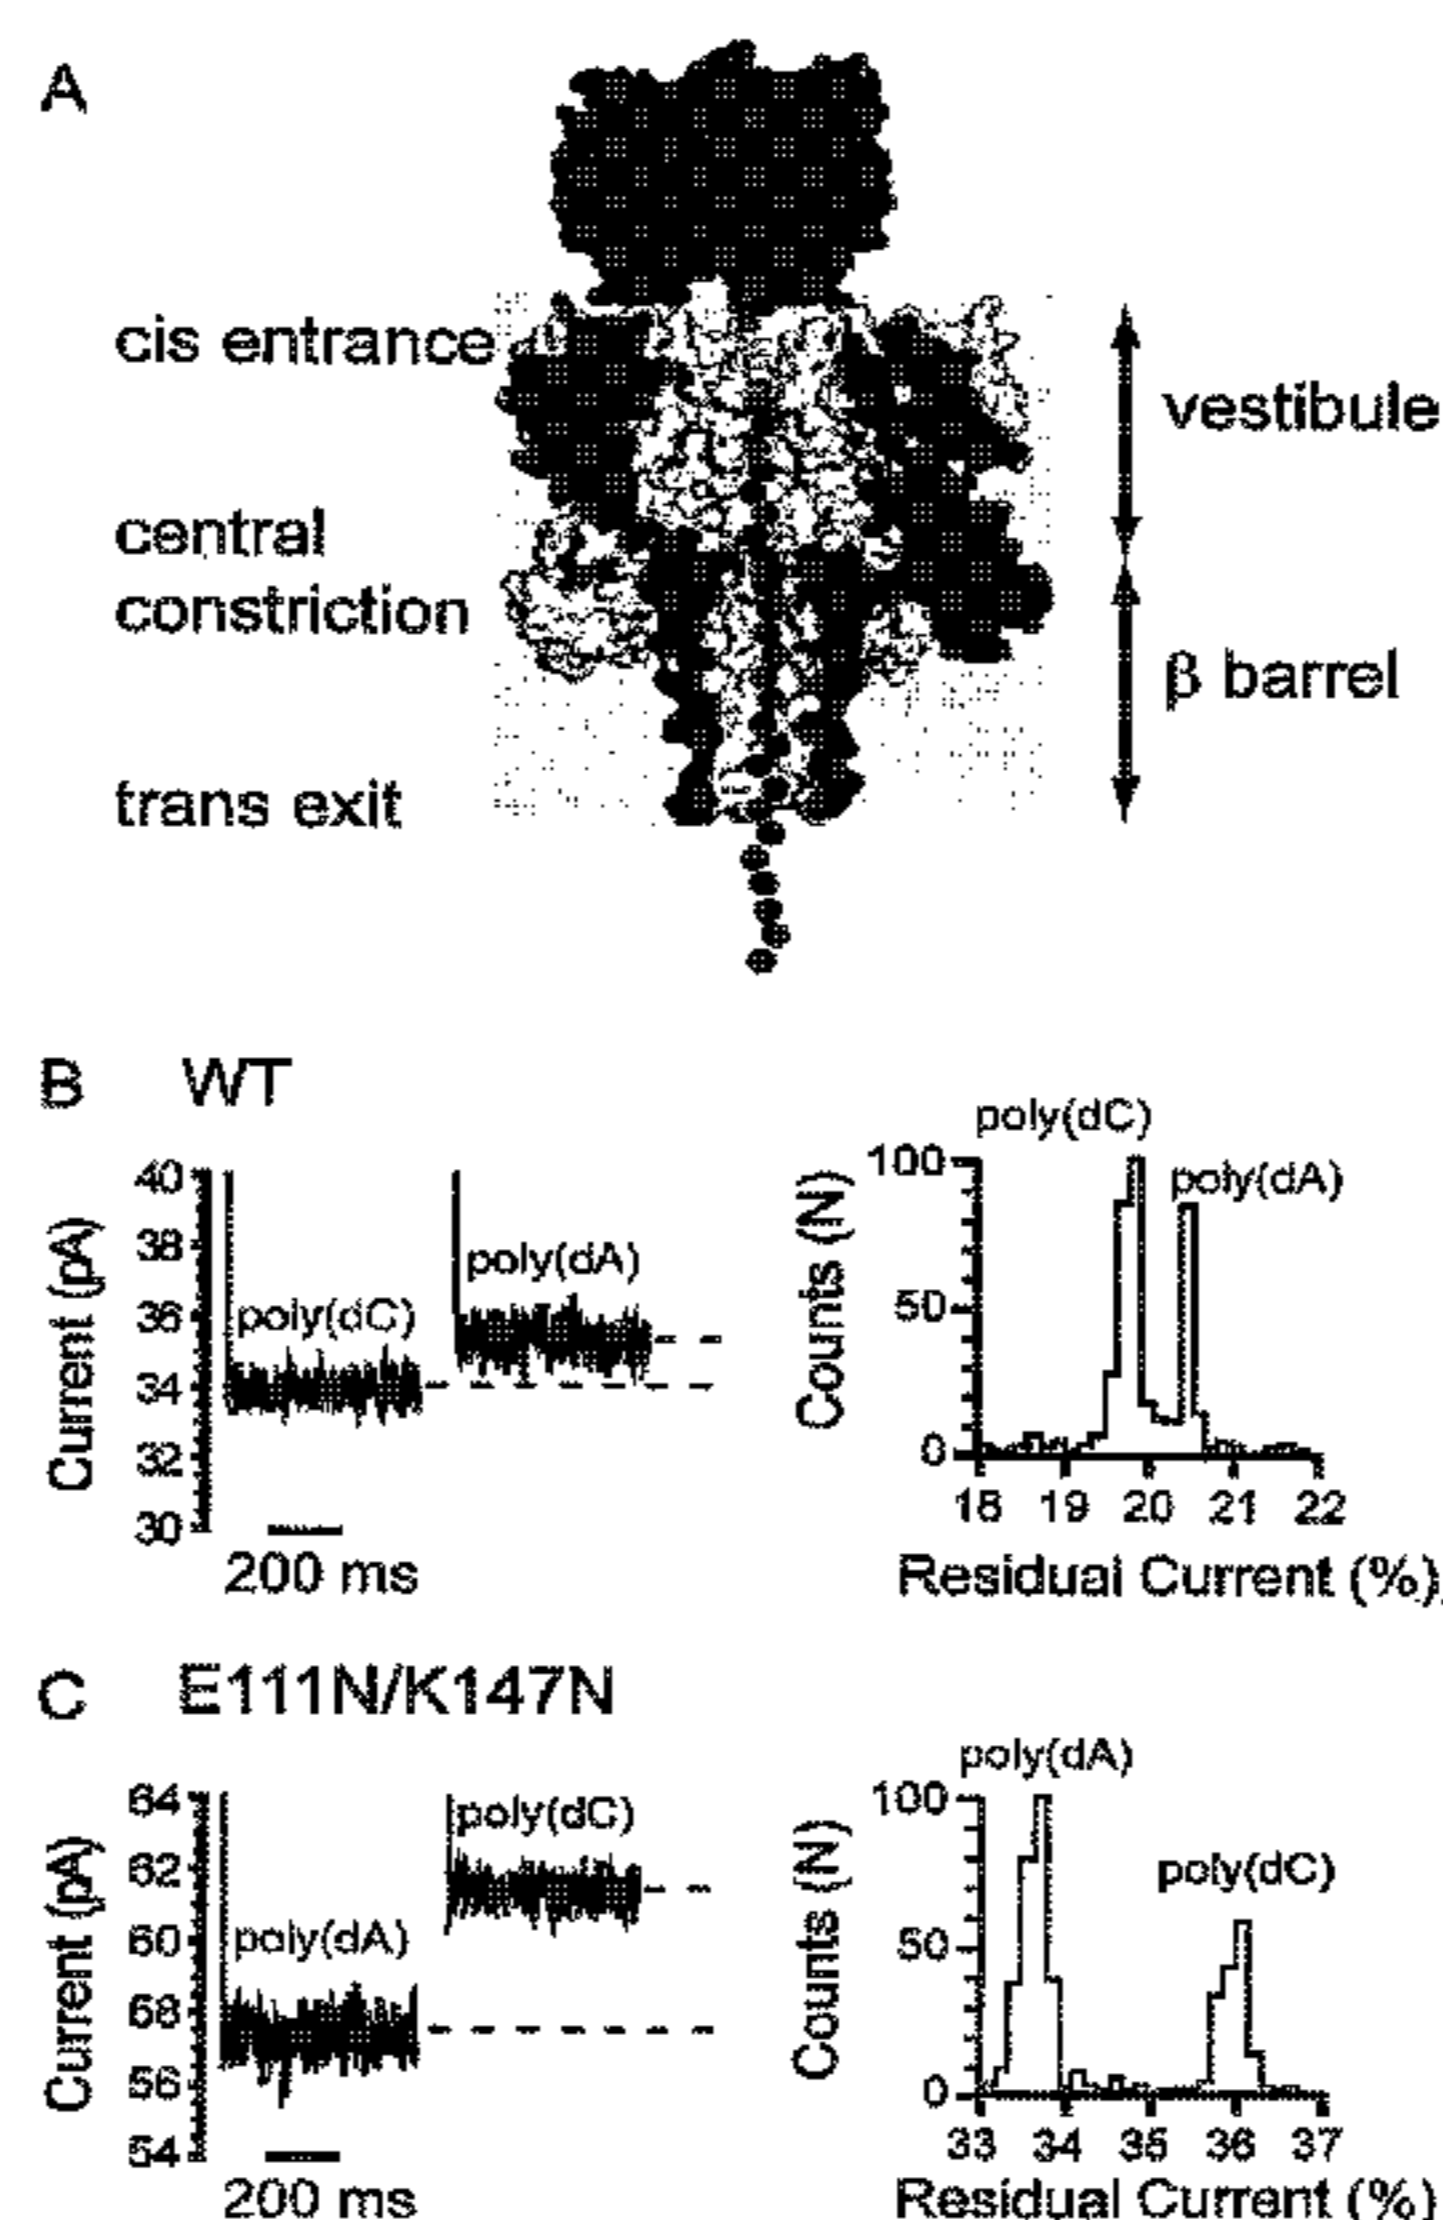 A
cis entrance
vestibule
central
constriction
β barrel
trans exit
B WT
40
38
36
34
32
30
Current (pA)
poly(dC)
poly(dA)
200 ms
poly(dC)
poly(dA)
100
50
0
Counts (N)
18 19 20 21 22
Residual Current (%)
C E111N/K147N
64
62
60
58
56
54
Current (pA)
poly(dA)
poly(dC)
200 ms
poly(dA)
poly(dC)
100
50
0
Counts (N)
33 34 35 36 37
Residual Current (%)